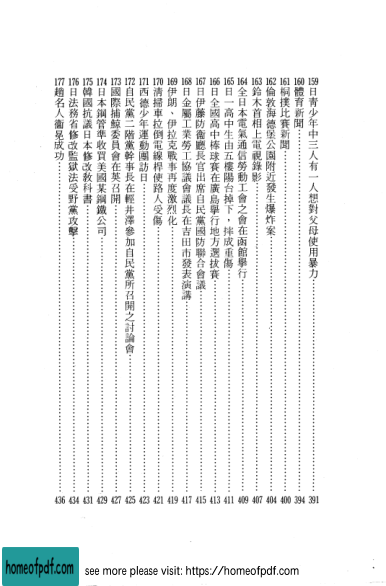 159 日青少年中三人有一人想對父母使用暴力 391
160 體育新聞 394
161 桐撲比賽新聞 400
162 倫敦海德堡公園附近發生爆炸案 404
163 鈴木首相上電視錄影 407
164 全日本電氣通信勞動工會之會在函館舉行 409
165 日一高中生由五樓陽台掉下，摔成重傷 411
166 日全國高中棒球賽在廣島舉行地方選拔賽 413
167 日伊藤防衛廳長官出席自民黨國防聯合會議 415
168 日金屬工業勞工協議會議長在吉田市發表演講 417
169 伊朗、伊拉克戰事再度激烈化 419
170 清掃車拉倒電線桿使路人受傷 421
171 西德少年運動團訪日 423
172 自民黨二階黨幹事長在輕井澤參加自民黨所召開之討論會 425
173 國際捕鯨委員會在英召開 427
174 日本鋼管準收買美國某鋼鐵公司 429
175 韓國抗議日本修改教科書 431
176 日法務省修改監獄法受野黨攻擊 434
177 趙名人衛冕成功 436
homeofpdf.com
see more please visit: https://homeofpdf.com